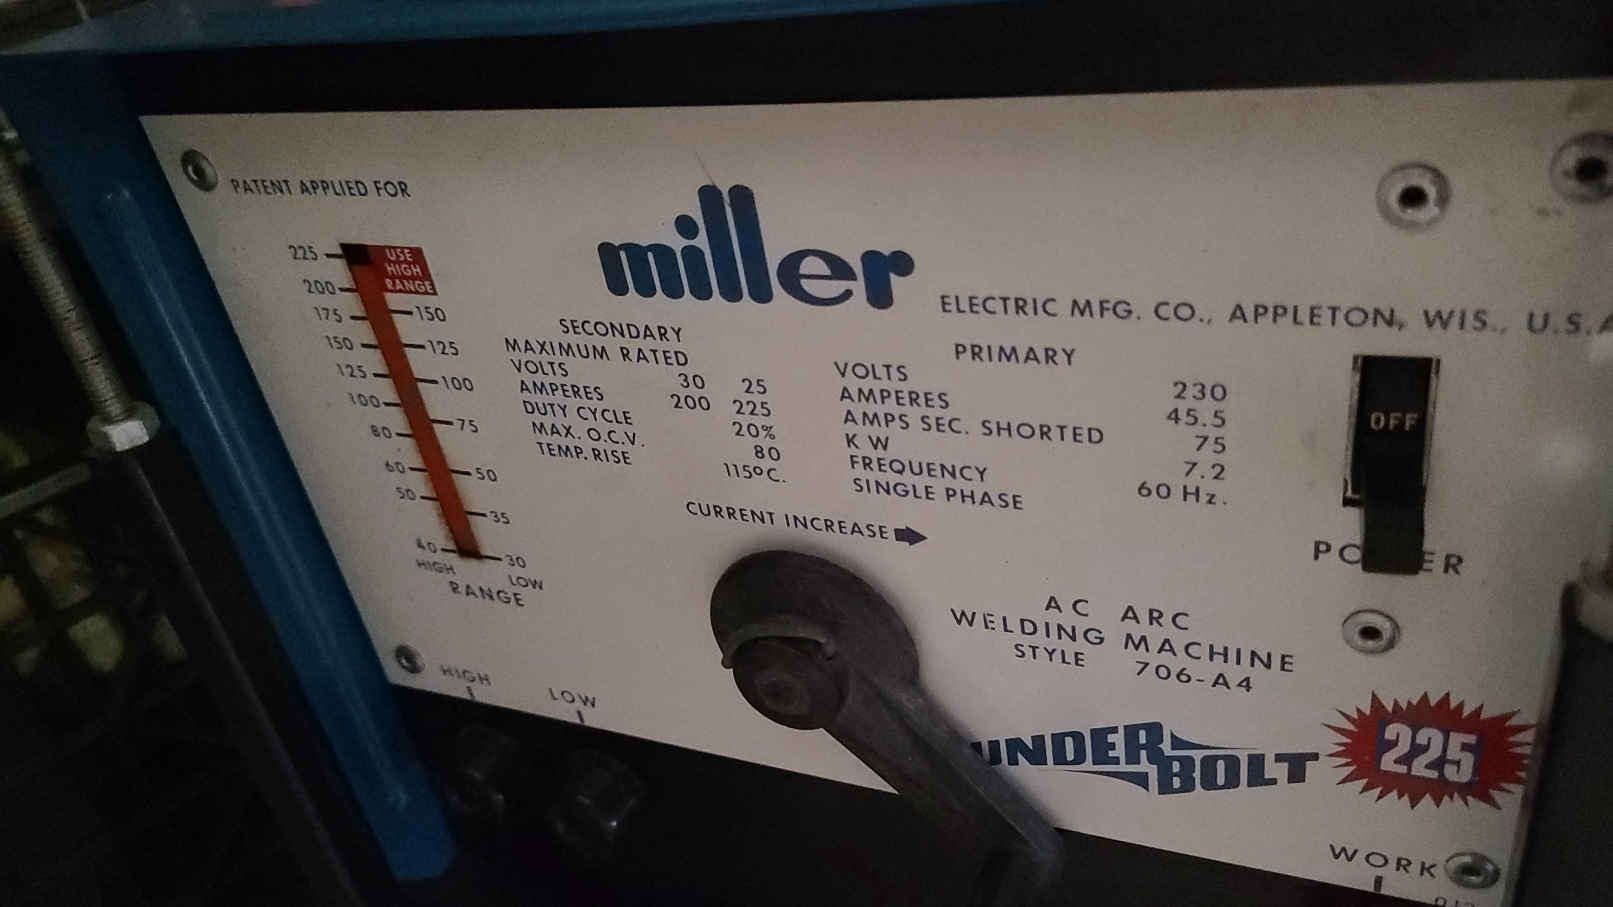 PATENT APPLIED FOR
225
200
175
150
125
100
80
60
50
40
HIGH
USE
HIGH
RANGE
150
125
100
75
50
35
30
LOW
RANGE
miller
ELECTRIC MFG. CO., APPLETON, WIS., U.S.A
SECONDARY
MAXIMUM RATED
VOLTS 30 25
AMPERES 200 225
DUTY CYCLE 20%
MAX. O.C.V. 80
TEMP. RISE 115°C.
PRIMARY
VOLTS 230
AMPERES 45.5
AMPS SEC. SHORTED 75
K W 7.2
FREQUENCY 60 Hz.
SINGLE PHASE
OFF
CURRENT INCREASE
AC ARC
WELDING MACHINE
STYLE 706-A4
UNDER
BOLT
225
HIGH
LOW
WORK